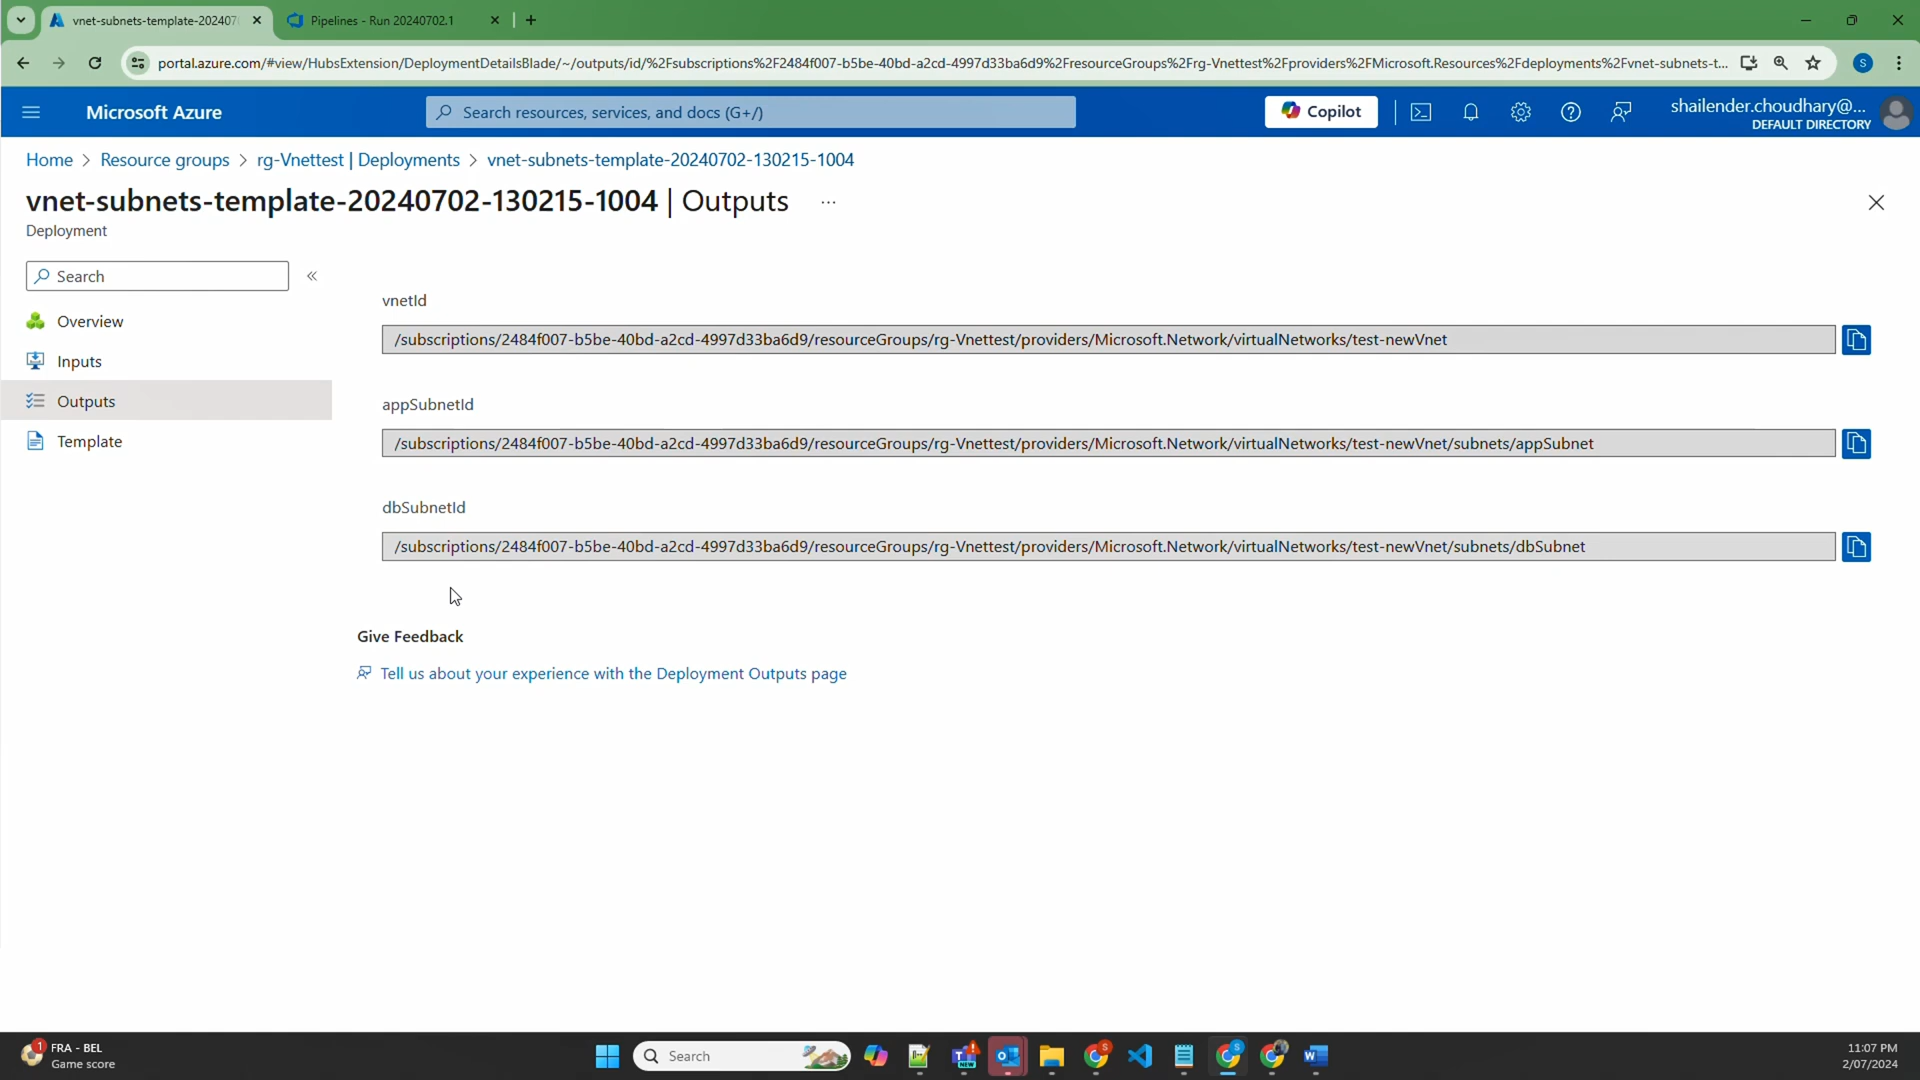 vnet-subnets-template-2024070
Pipelines - Run 20240702.1
portal.azure.com/#view/HubsExtension/DeploymentDetailsBlade/~/outputs/id/%2Fsubscriptions%2F2484f007-b5be-40bd-a2cd-4997d33ba6d9%2FresourceGroups%2Frg-Vnettest%2Fproviders%2FMicrosoft.Resources%2Fdeployments%2Fvnet-subnets-t...
S
Microsoft Azure
Search resources, services, and docs (G+/)
Copilot
shailender.choudhary@...
DEFAULT DIRECTORY
Home > Resource groups > rg-Vnettest | Deployments > vnet-subnets-template-20240702-130215-1004
vnet-subnets-template-20240702-130215-1004 | Outputs ...
Deployment
Search
Overview
Inputs
Outputs
Template
vnetId
/subscriptions/2484f007-b5be-40bd-a2cd-4997d33ba6d9/resourceGroups/rg-Vnettest/providers/Microsoft.Network/virtualNetworks/test-newVnet
appSubnetId
/subscriptions/2484f007-b5be-40bd-a2cd-4997d33ba6d9/resourceGroups/rg-Vnettest/providers/Microsoft.Network/virtualNetworks/test-newVnet/subnets/appSubnet
dbSubnetId
/subscriptions/2484f007-b5be-40bd-a2cd-4997d33ba6d9/resourceGroups/rg-Vnettest/providers/Microsoft.Network/virtualNetworks/test-newVnet/subnets/dbSubnet
Give Feedback
Tell us about your experience with the Deployment Outputs page
1
FRA - BEL
Game score
Search
NEW
11:07 PM
2/07/2024